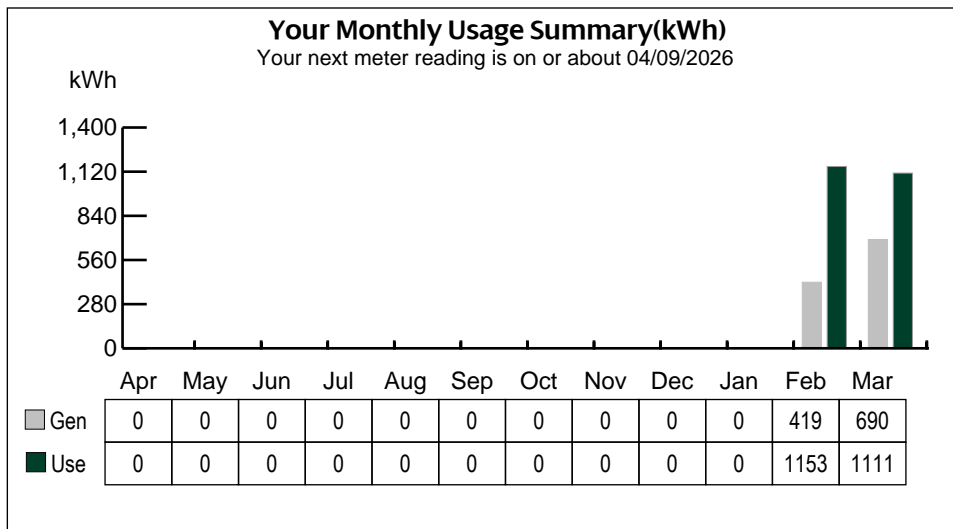 Your Monthly Usage Summary(kWh)
Your next meter reading is on or about 04/09/2026
kWh
1,400
1,120
840
560
280
0
Apr May Jun Jul Aug Sep Oct Nov Dec Jan Feb Mar
Gen 0 0 0 0 0 0 0 0 0 0 419 690
Use 0 0 0 0 0 0 0 0 0 0 1153 1111